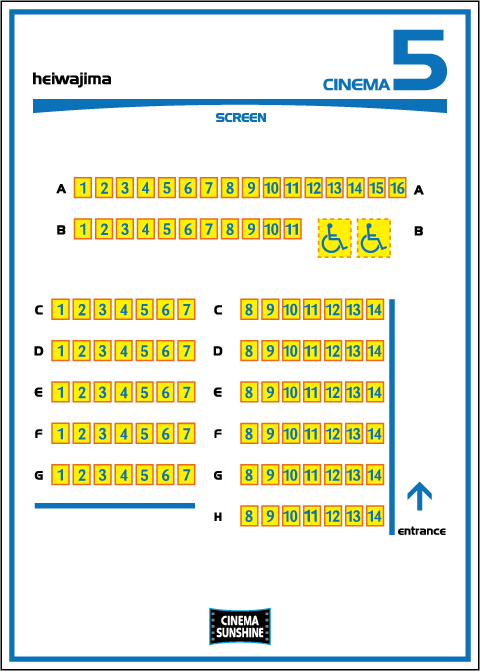 heiwajima
CINEMA 5
SCREEN
A 1 2 3 4 5 6 7 8 9 10 11 12 13 14 15 16 A
B 1 2 3 4 5 6 7 8 9 10 11 B
C 1 2 3 4 5 6 7 C 8 9 10 11 12 13 14
D 1 2 3 4 5 6 7 D 8 9 10 11 12 13 14
E 1 2 3 4 5 6 7 E 8 9 10 11 12 13 14
F 1 2 3 4 5 6 7 F 8 9 10 11 12 13 14
G 1 2 3 4 5 6 7 G 8 9 10 11 12 13 14
H 8 9 10 11 12 13 14
entrance
CINEMA
SUNSHINE